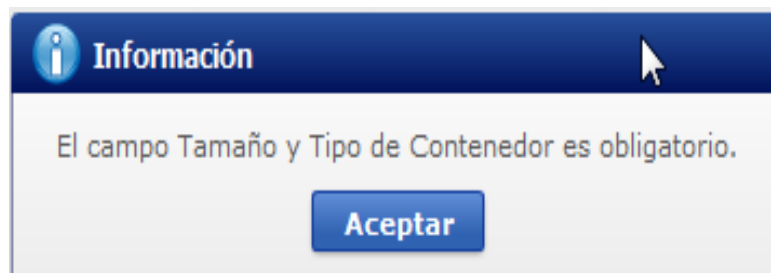 Información
El campo Tamaño y Tipo de Contenedor es obligatorio.
Aceptar